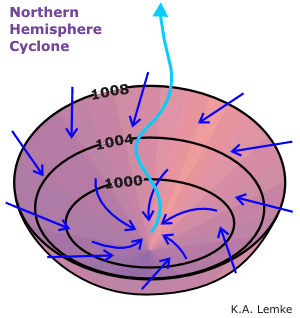 Northern
Hemisphere
Cyclone
1008
1004
1000
K.A. Lemke